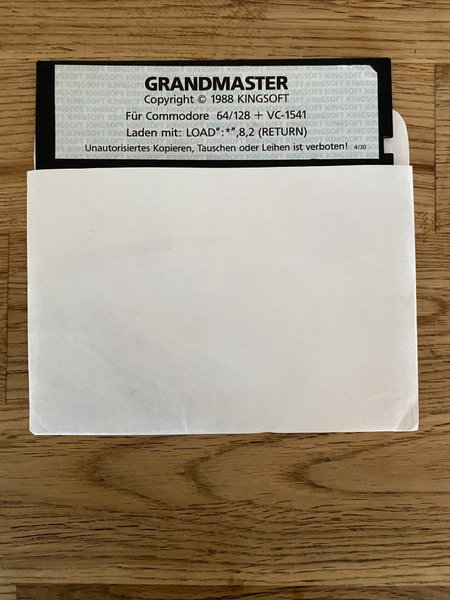 GRANDMASTER
Copyright © 1988 KINGSOFT
Für Commodore 64/128 + VC-1541
Laden mit: LOAD":*",8,2 (RETURN)
Unautorisiertes Kopieren, Tauschen oder Leihen ist verboten! 4/30